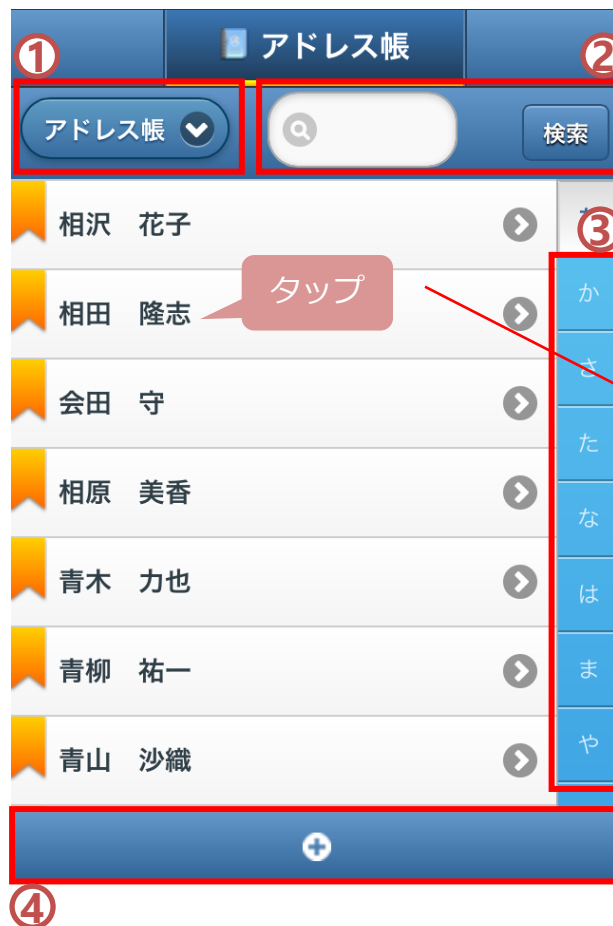 ① アドレス帳 ②
アドレス帳 検索
③
相沢 花子
か
タップ
相田 隆志
さ
会田 守
た
相原 美香
な
青木 力也
は
青柳 祐一
ま
青山 沙織
や
④